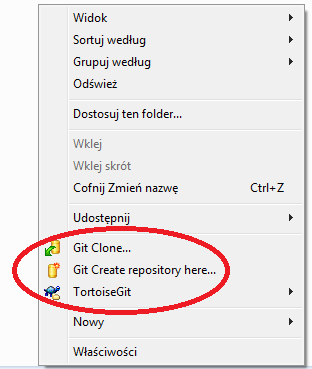 Widok
Sortuj według
Grupuj według
Odśwież
Dostosuj ten folder...
Wklej
Wklej skrót
Cofnij Zmień nazwę Ctrl+Z
Udostępnij
Git Clone...
Git Create repository here...
TortoiseGit
Nowy
Właściwości